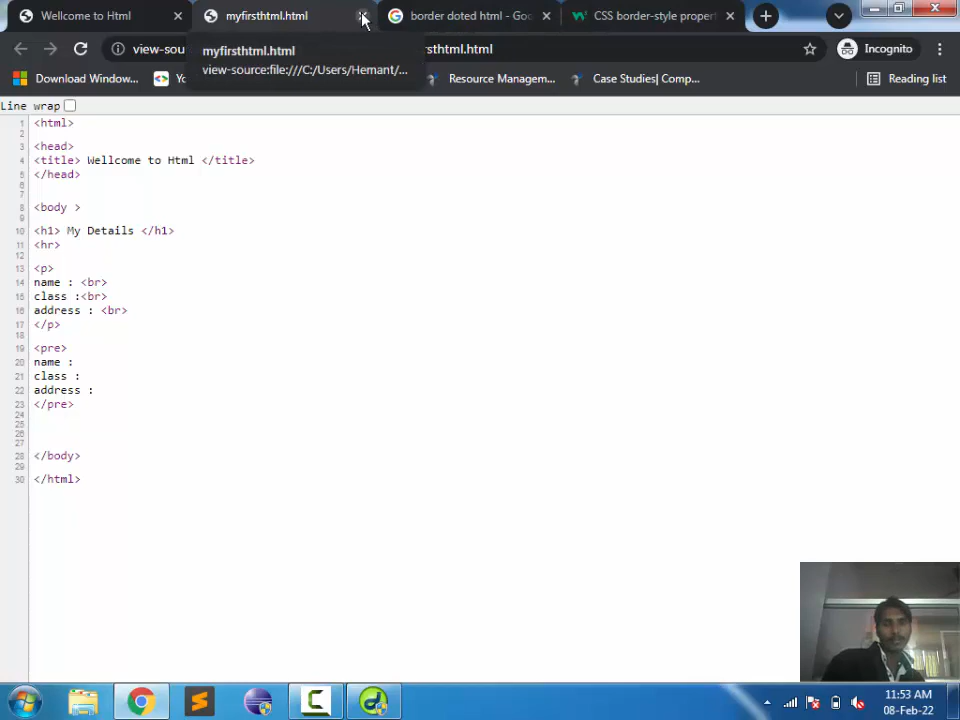 Wellcome to Html
myfirsthtml.html
border doted html - Goo
CSS border-style propert
view-sou
rsthtml.html
Incognito
myfirsthtml.html
view-source:file:///C:/Users/Hemant/...
Download Window...
Yo
Resource Managem...
Case Studies| Comp...
Reading list
Line wrap
1 <html>
2
3 <head>
4 <title> Wellcome to Html </title>
5 </head>
6
7
8 <body >
9
10 <h1> My Details </h1>
11 <hr>
12
13 <p>
14 name : <br>
15 class :<br>
16 address : <br>
17 </p>
18
19 <pre>
20 name :
21 class :
22 address :
23 </pre>
24
25
26
27
28 </body>
29
30 </html>
11:53 AM
08-Feb-22